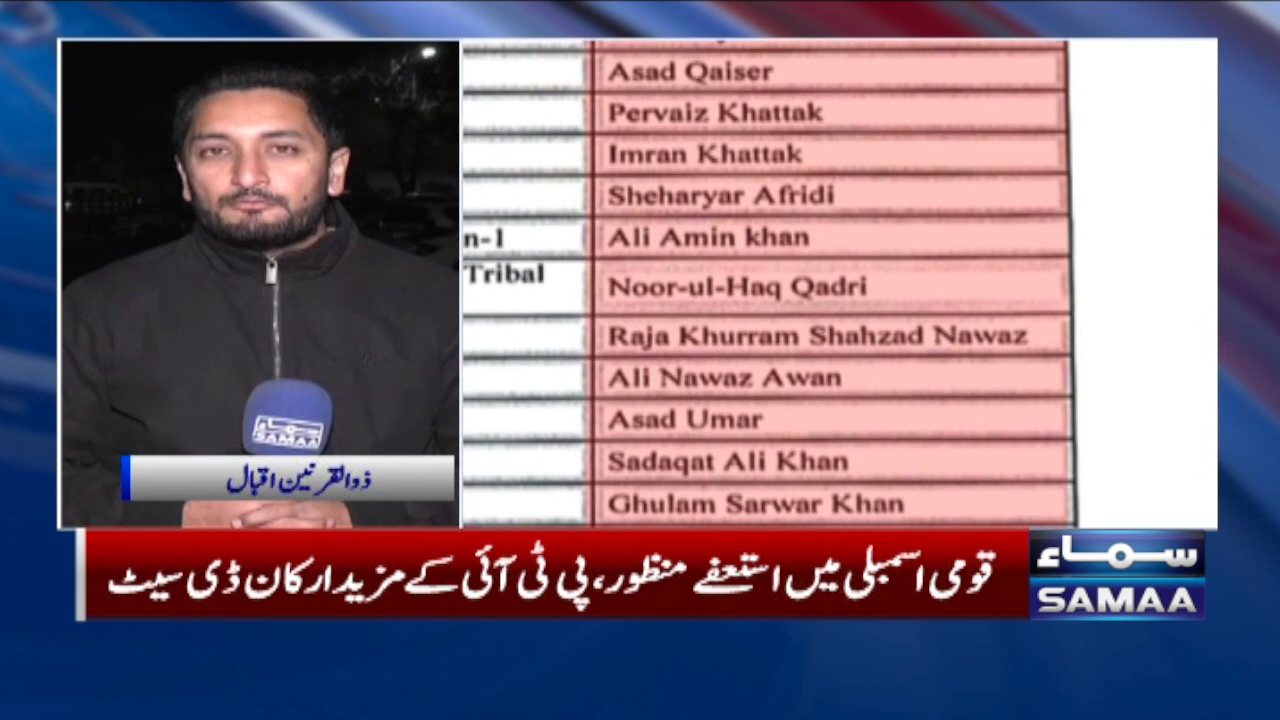 Asad Qaiser
Pervaiz Khattak
Imran Khattak
Sheharyar Afridi
n-1 Ali Amin khan
Tribal Noor-ul-Haq Qadri
Raja Khurram Shahzad Nawaz
Ali Nawaz Awan
Asad Umar
Sadaqat Ali Khan
Ghulam Sarwar Khan
سماء
SAMAA
ذوالقرنین اقبال
قومی اسمبلی میں استعفے منظور، پی ٹی آئی کے مزید ارکان ڈی سیٹ
سماء
SAMAA